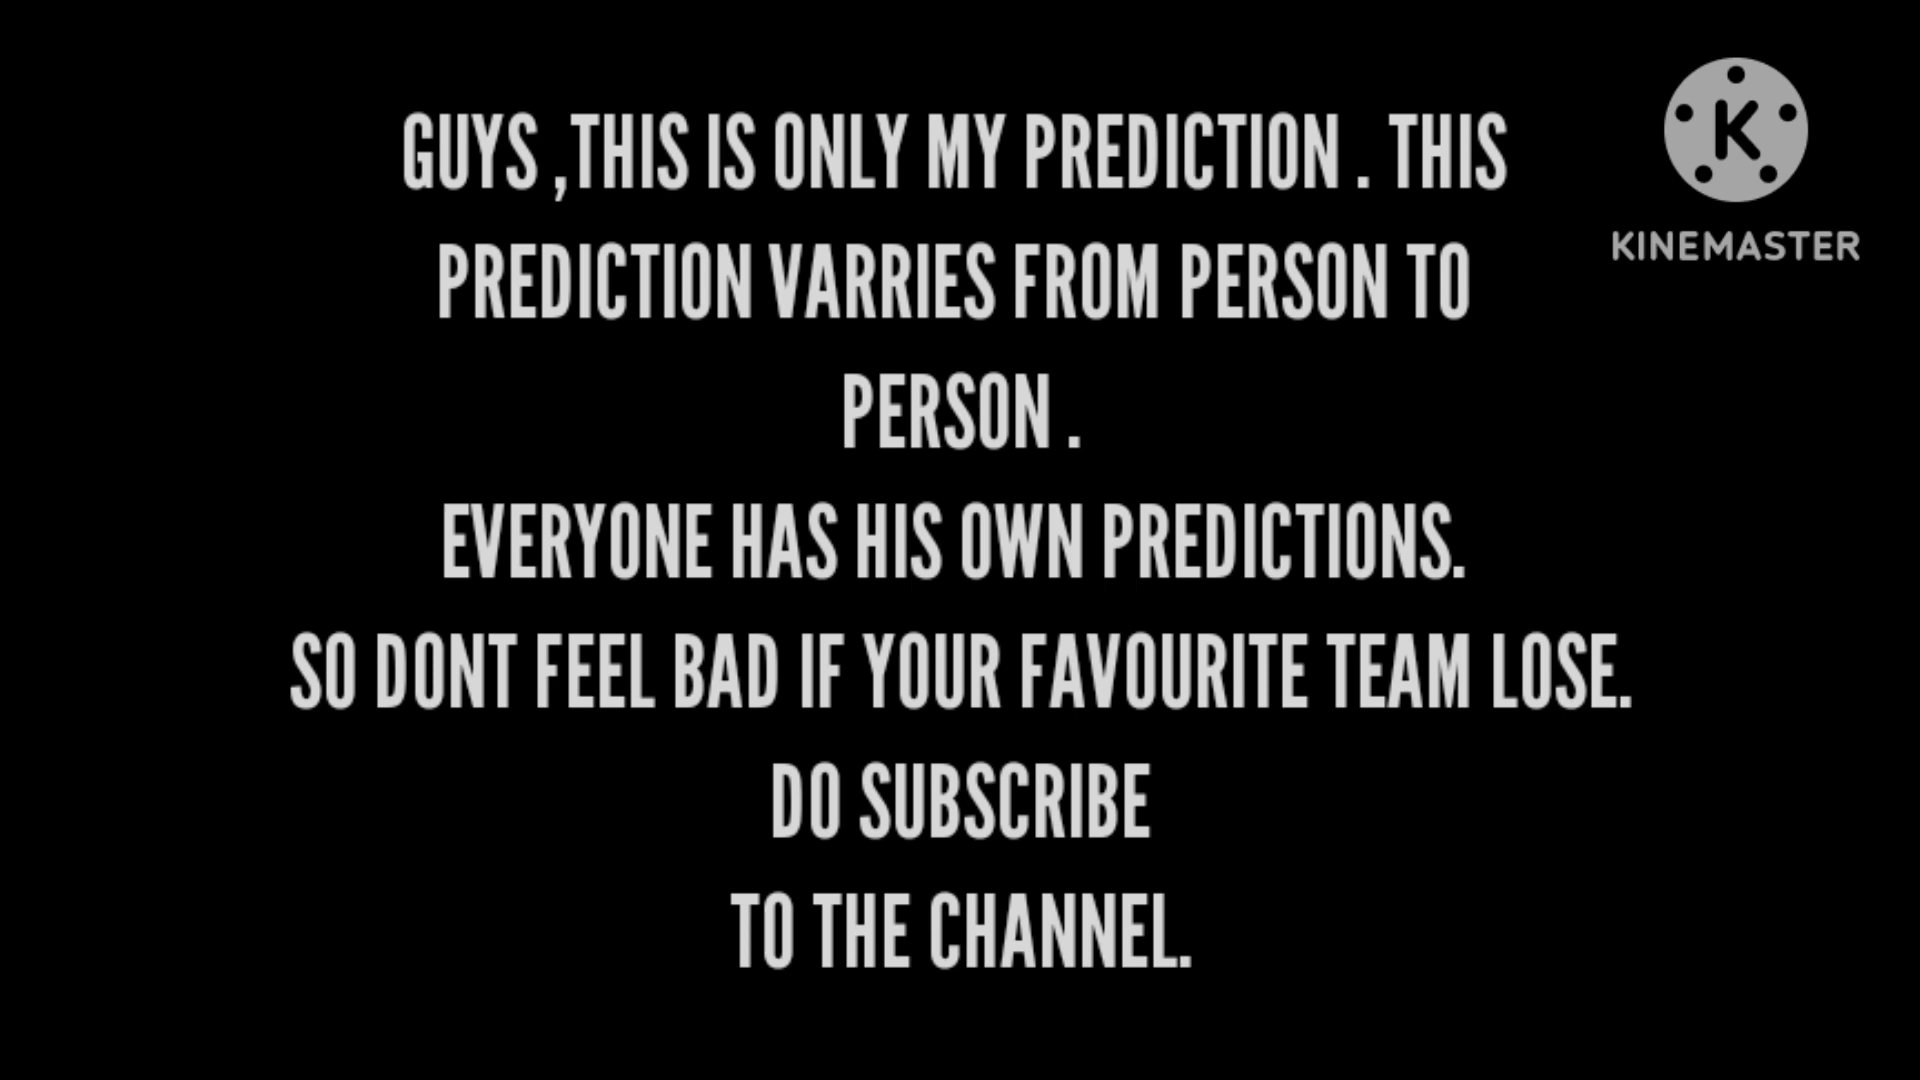 GUYS ,THIS IS ONLY MY PREDICTION . THIS
PREDICTION VARRIES FROM PERSON TO
PERSON .
EVERYONE HAS HIS OWN PREDICTIONS.
SO DONT FEEL BAD IF YOUR FAVOURITE TEAM LOSE.
DO SUBSCRIBE
TO THE CHANNEL.
K
KINEMASTER